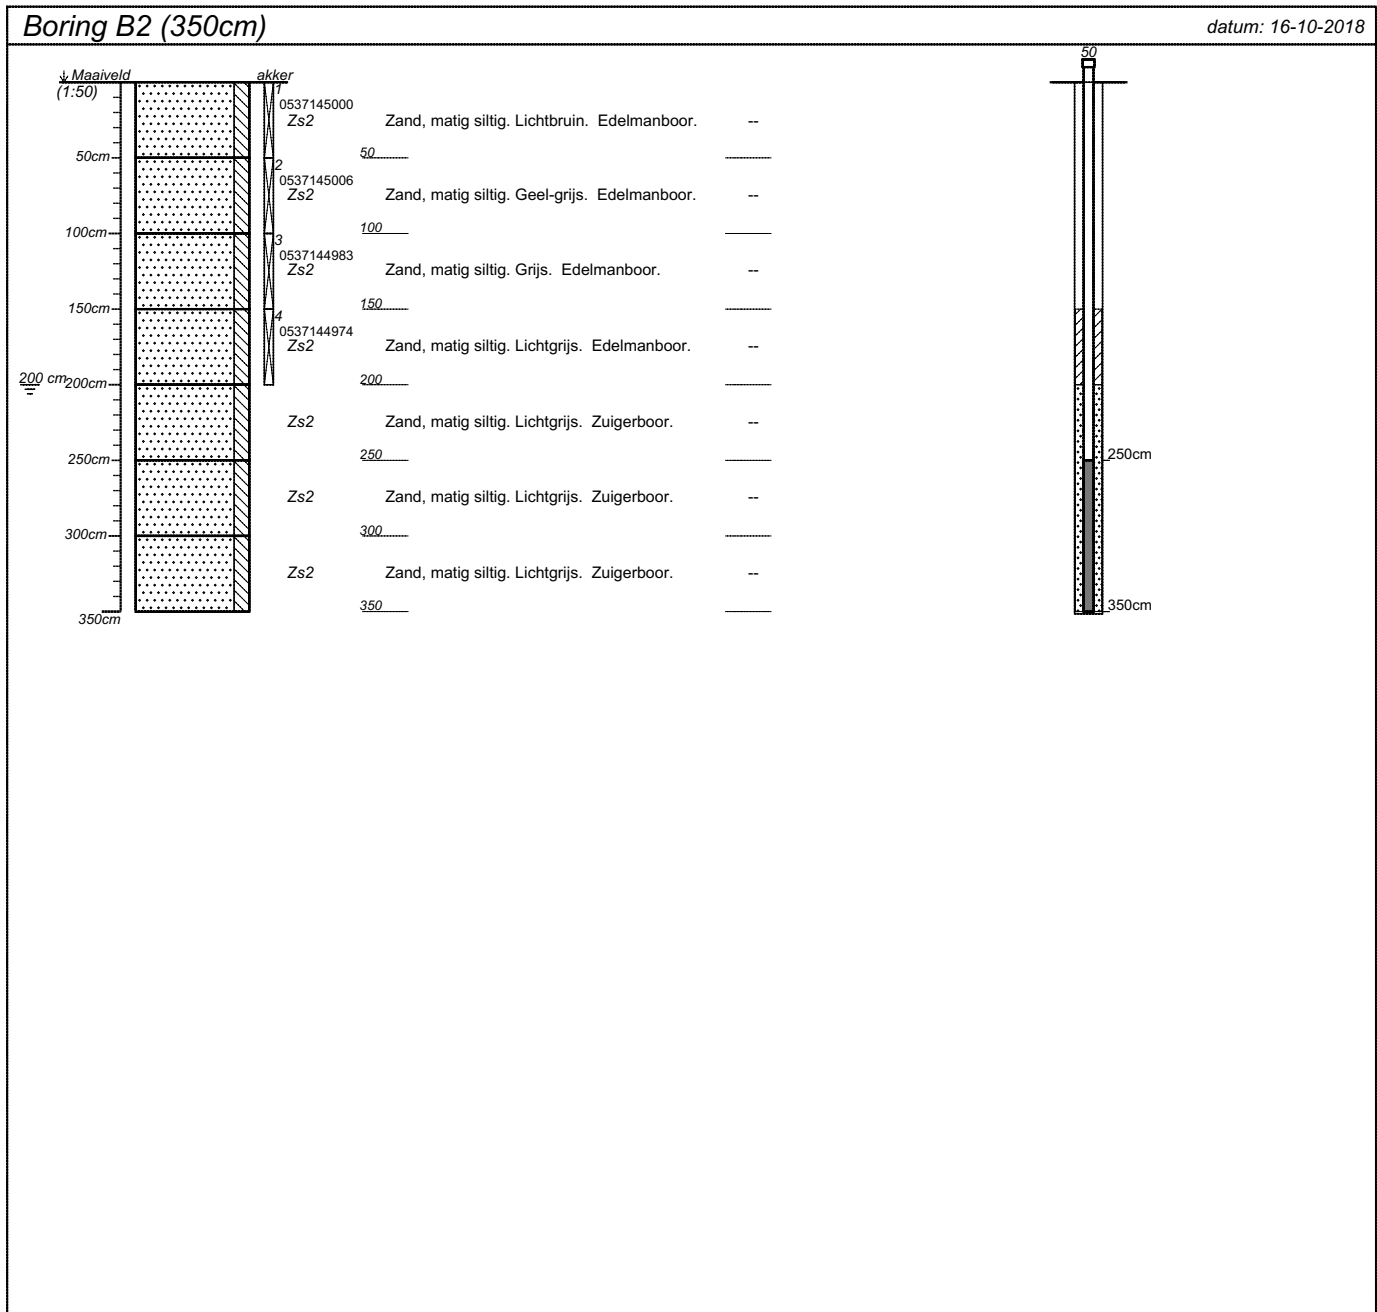 Boring B2 (350cm)
datum: 16-10-2018
50
Maaiveld
akker
(1:50)
1
0537145000
Zs2 Zand, matig siltig. Lichtbruin. Edelmanboor. --
50cm
50
2
0537145006
Zs2 Zand, matig siltig. Geel-grijs. Edelmanboor. --
100cm
100
3
0537144983
Zs2 Zand, matig siltig. Grijs. Edelmanboor. --
150cm
150
4
0537144974
Zs2 Zand, matig siltig. Lichtgrijs. Edelmanboor. --
200 cm
200cm
200
Zs2 Zand, matig siltig. Lichtgrijs. Zuigerboor. --
250cm
250
250cm
Zs2 Zand, matig siltig. Lichtgrijs. Zuigerboor. --
300cm
300
Zs2 Zand, matig siltig. Lichtgrijs. Zuigerboor. --
350
350cm
350cm